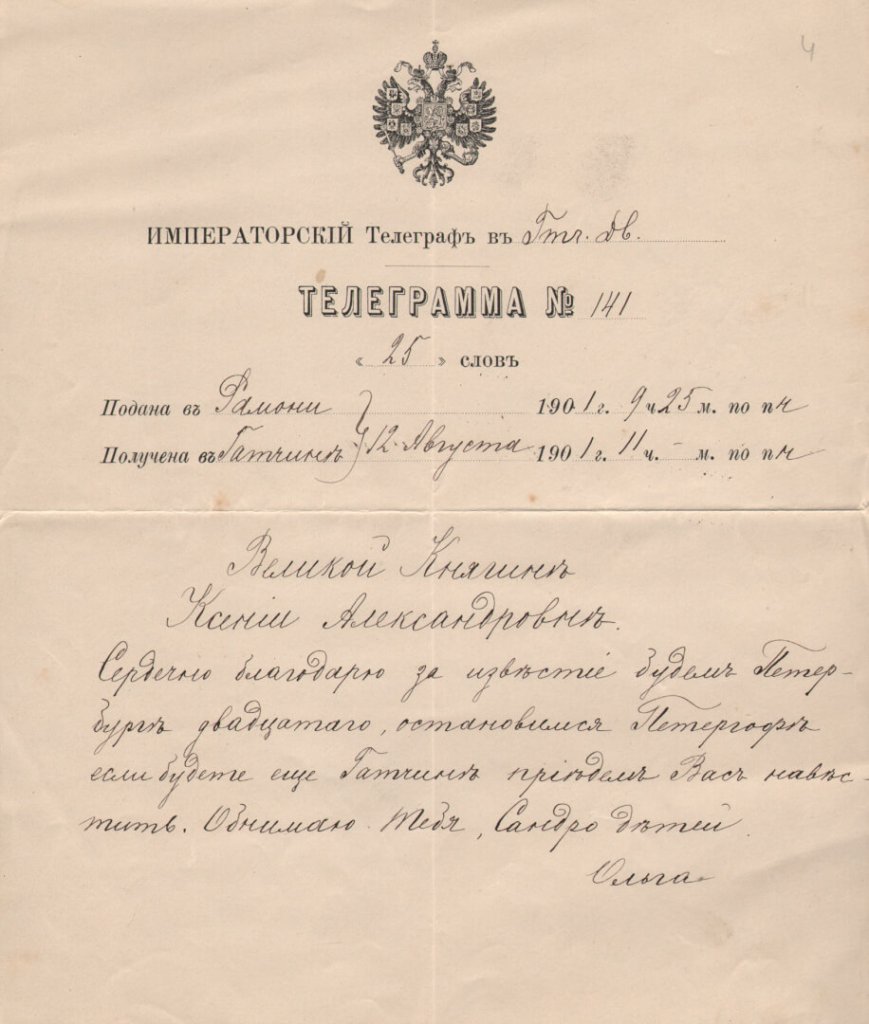 4
ИМПЕРАТОРСКІЙ Телеграфъ въ Гтч. дв.
ТЕЛЕГРАММА № 141
« 25 » словъ
Подана въ Рамони 1901 г. 9 ч 25 м. по пч
Получена въ Гатчинѣ } 12 Августа 1901 г. 11 ч. - м. по пч
Великой Княгинѣ
Ксеніи Александровнѣ.
Сердечно благодарю за извѣстіе будемъ Петер-
бургѣ двадцатаго, остановимся Петергофѣ
если будете еще Гатчинѣ пріѣдемъ Васъ навѣс-
тить. Обнимаю Тебя, Сандро дѣтей.
Ольга